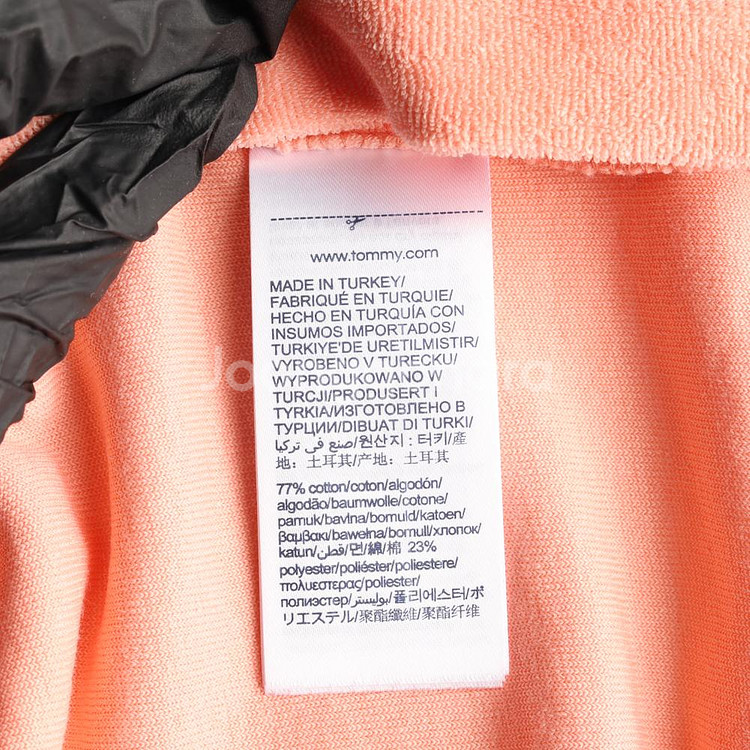 www.tommy.com
MADE IN TURKEY/
FABRIQUÉ EN TURQUIE/
HECHO EN TURQUÍA CON
INSUMOS IMPORTADOS/
TURKIYE'DE URETILMISTIR/
VYROBENO V TURECKU/
WYPRODUKOWANO W
TURCJI/PRODUSERT I
TYRKIA/ИЗГОТОВЛЕНО В
ТУРЦИИ/DIBUAT DI TURKI/
صنع في تركيا/원산지 : 터키/產
地：土耳其/产地：土耳其
77% cotton/coton/algodón/
algodão/baumwolle/cotone/
pamuk/bavlna/bomuld/katoen/
βαμβακι/bawełna/bomull/хлопок/
katun/قطن/면/綿/棉 23%
polyester/poliéster/poliestere/
πολυεστερας/poliester/
полиэстер/بوليستر/폴리에스터/ポ
リエステル/聚酯纖維/聚酯纤维